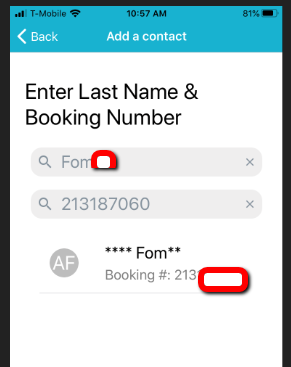 T-Mobile 10:57 AM 81%
Back Add a contact
Enter Last Name &
Booking Number
Fom
213187060
AF
**** Fom**
Booking #: 213